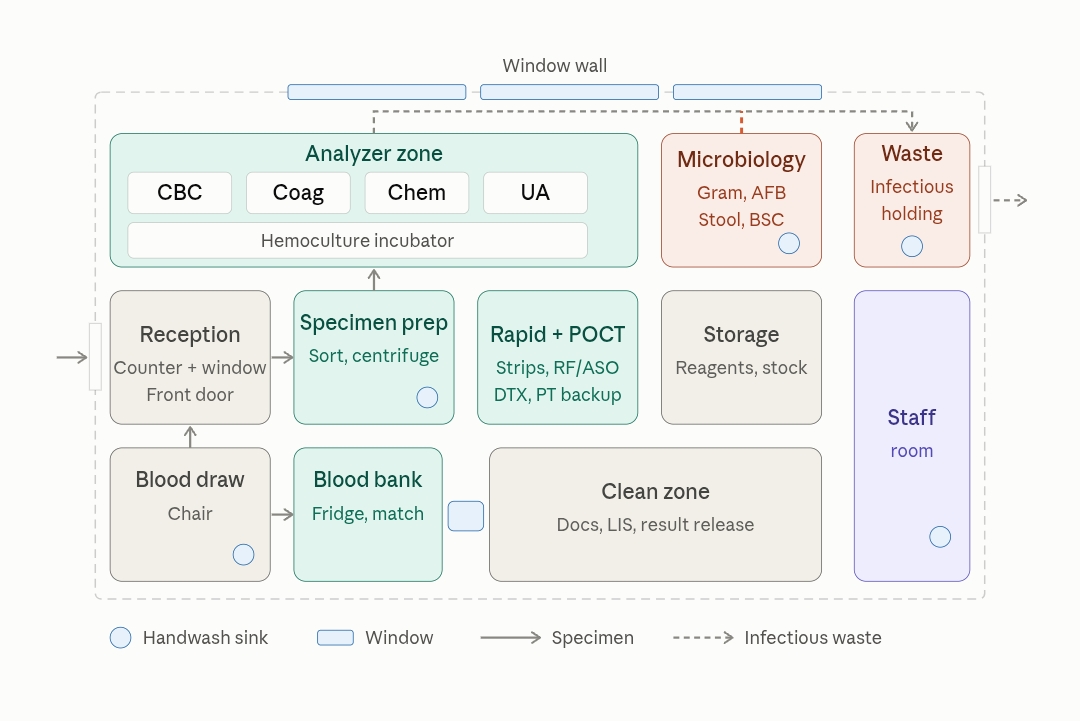 Window wall
Analyzer zone
CBC
Coag
Chem
UA
Hemoculture incubator
Microbiology
Gram, AFB
Stool, BSC
Waste
Infectious
holding
Reception
Counter + window
Front door
Specimen prep
Sort, centrifuge
Rapid + POCT
Strips, RF/ASO
DTX, PT backup
Storage
Reagents, stock
Staff
room
Blood draw
Chair
Blood bank
Fridge, match
Clean zone
Docs, LIS, result release
Handwash sink
Window
Specimen
Infectious waste